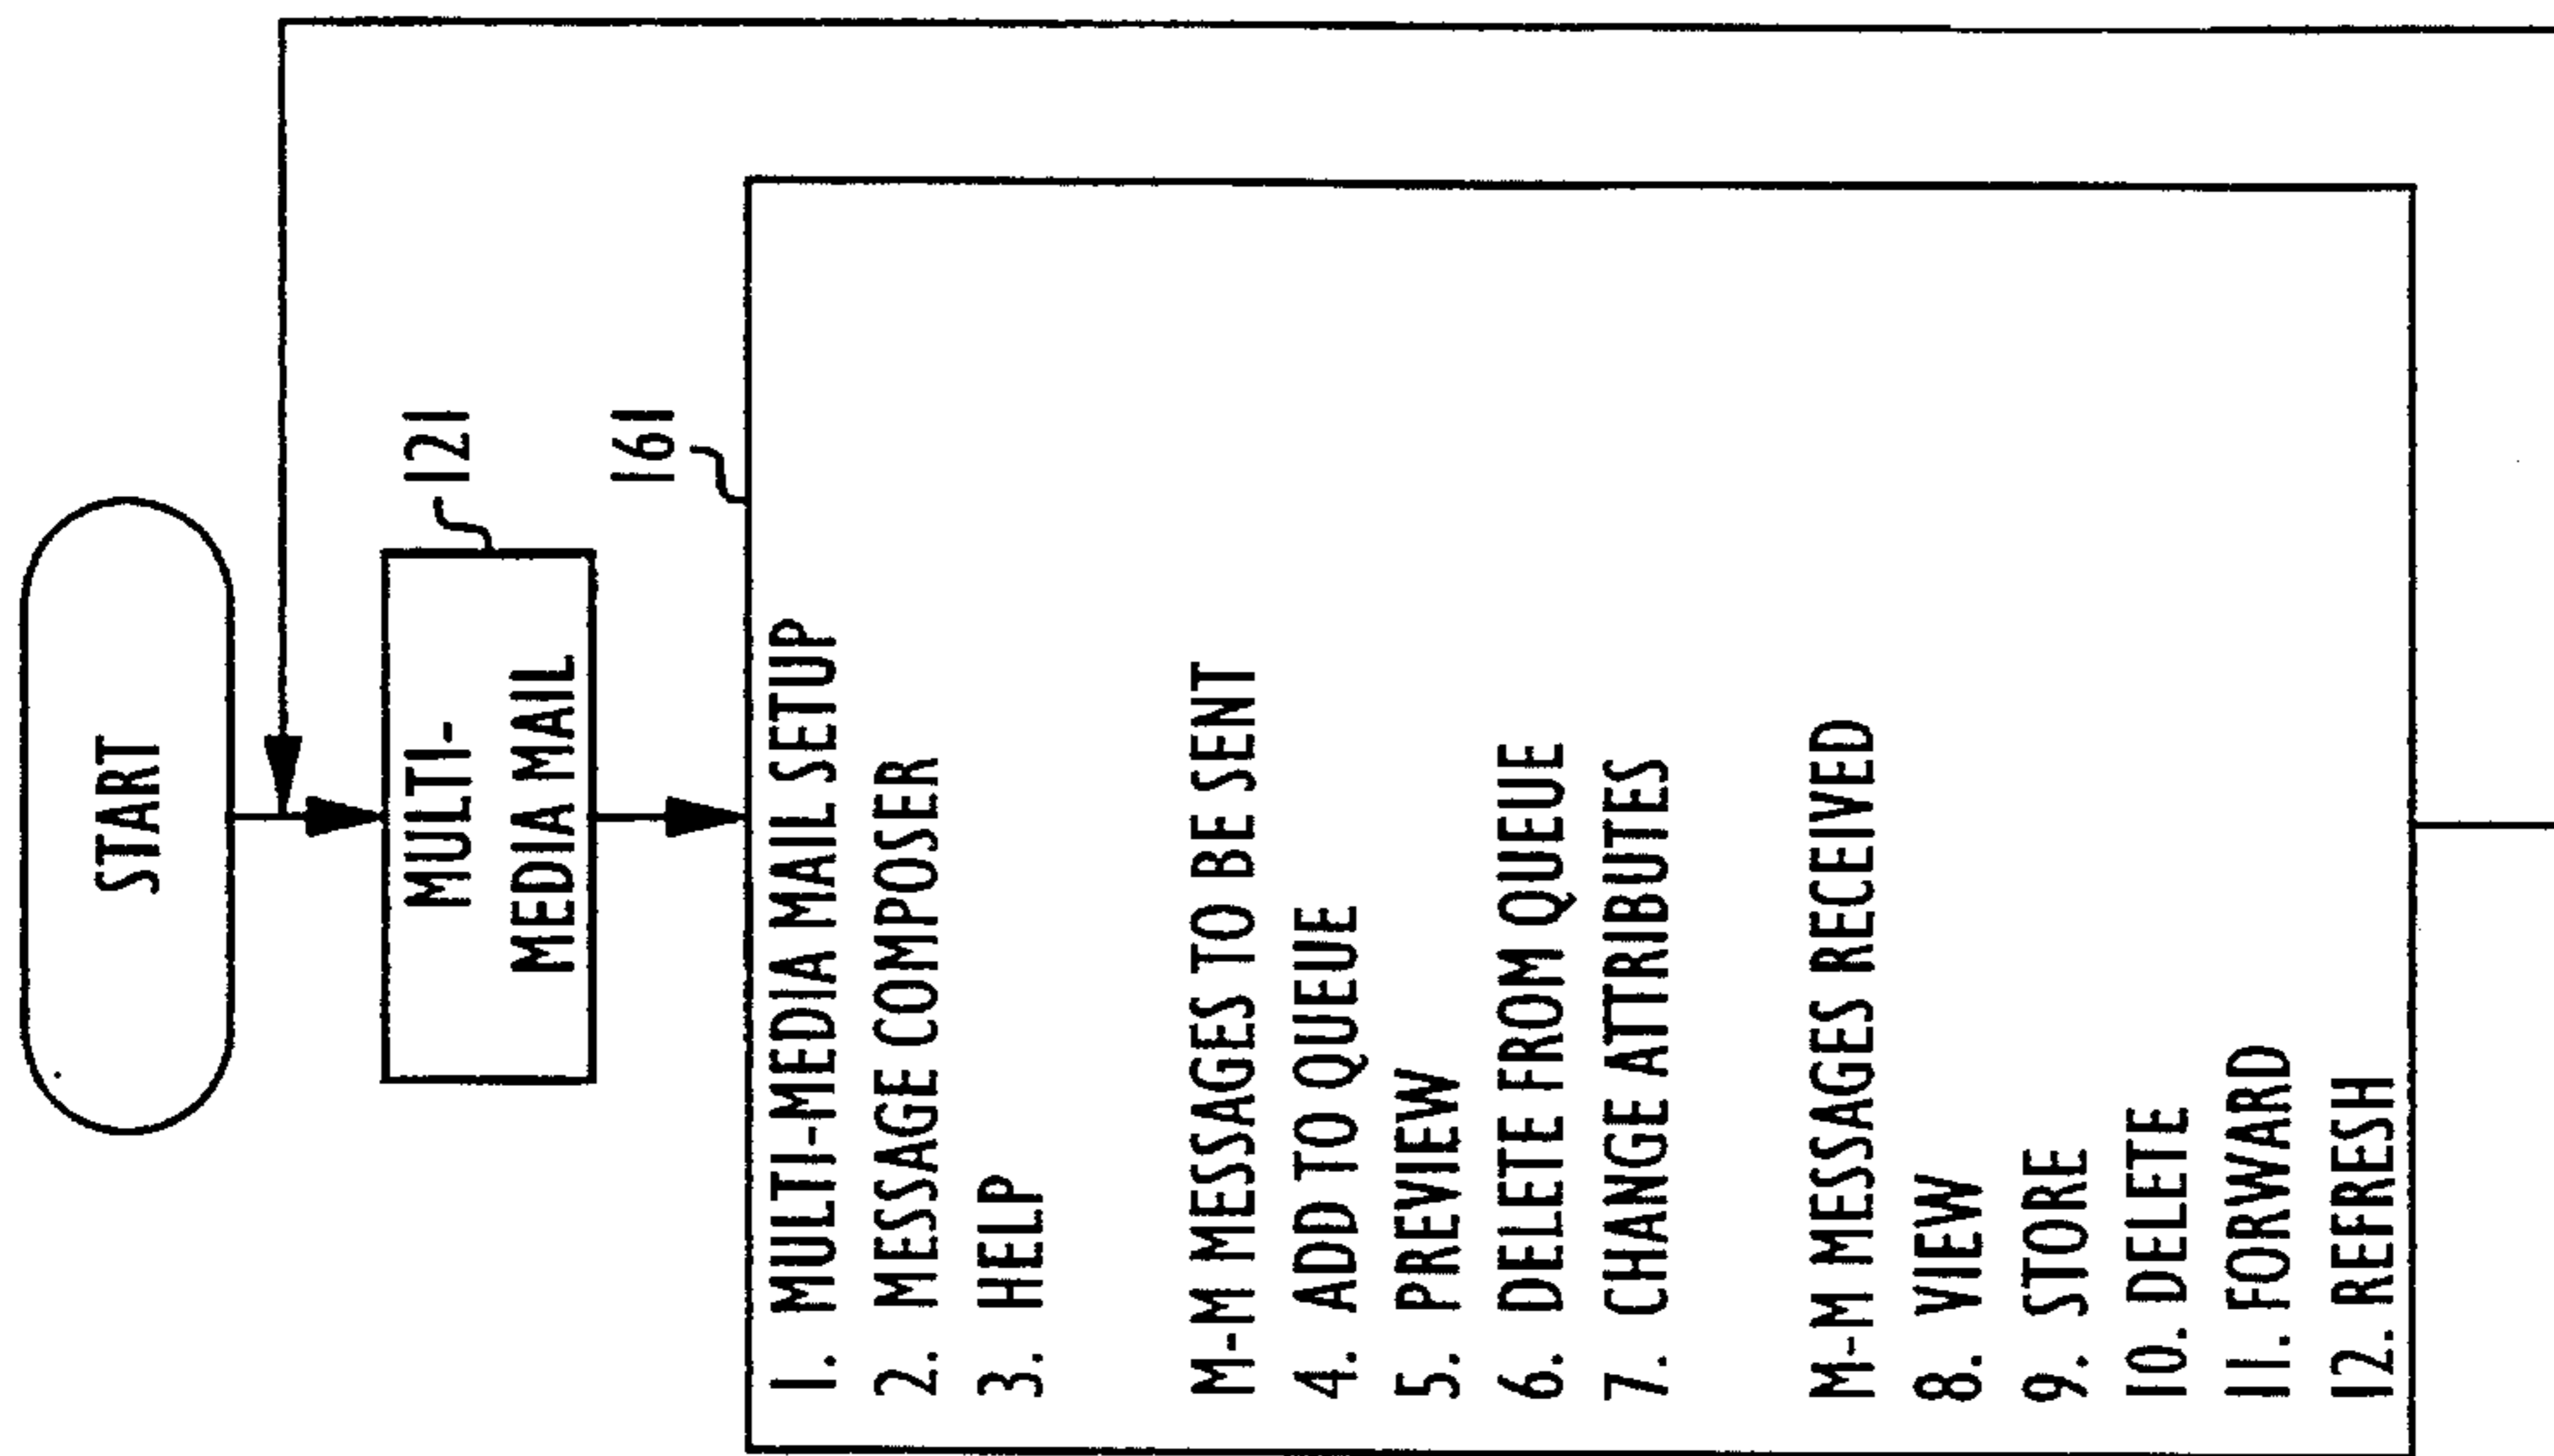 START
MULTI-
MEDIA MAIL
121
161
1. MULTI-MEDIA MAIL SETUP
2. MESSAGE COMPOSER
3. HELP
M-M MESSAGES TO BE SENT
4. ADD TO QUEUE
5. PREVIEW
6. DELETE FROM QUEUE
7. CHANGE ATTRIBUTES
M-M MESSAGES RECEIVED
8. VIEW
9. STORE
10. DELETE
11. FORWARD
12. REFRESH